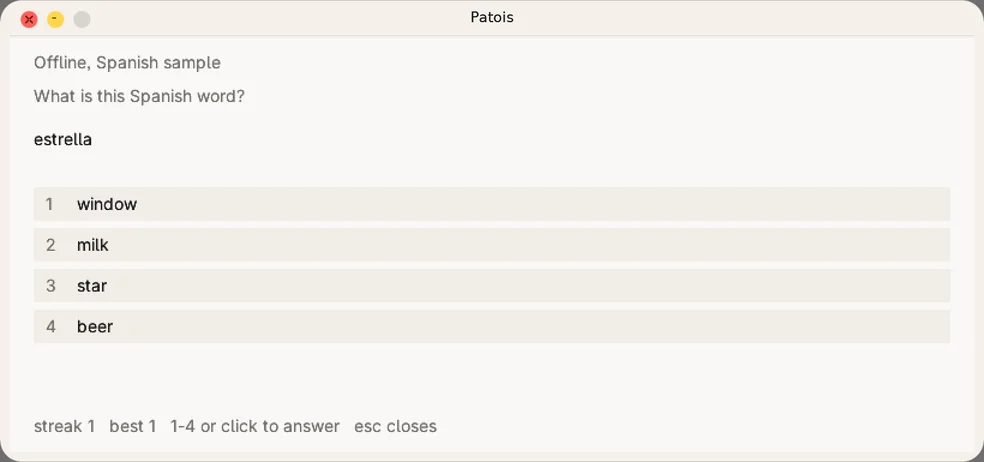 Patois
Offline, Spanish sample
What is this Spanish word?
estrella
1 window
2 milk
3 star
4 beer
streak 1 best 1 1-4 or click to answer esc closes